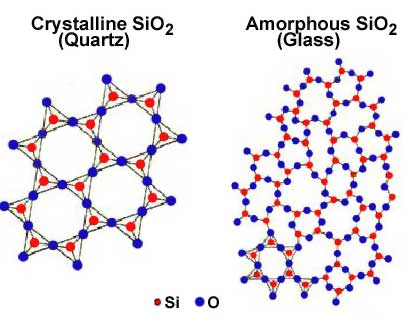 Crystalline SiO2
(Quartz)
Amorphous SiO2
(Glass)
Si O